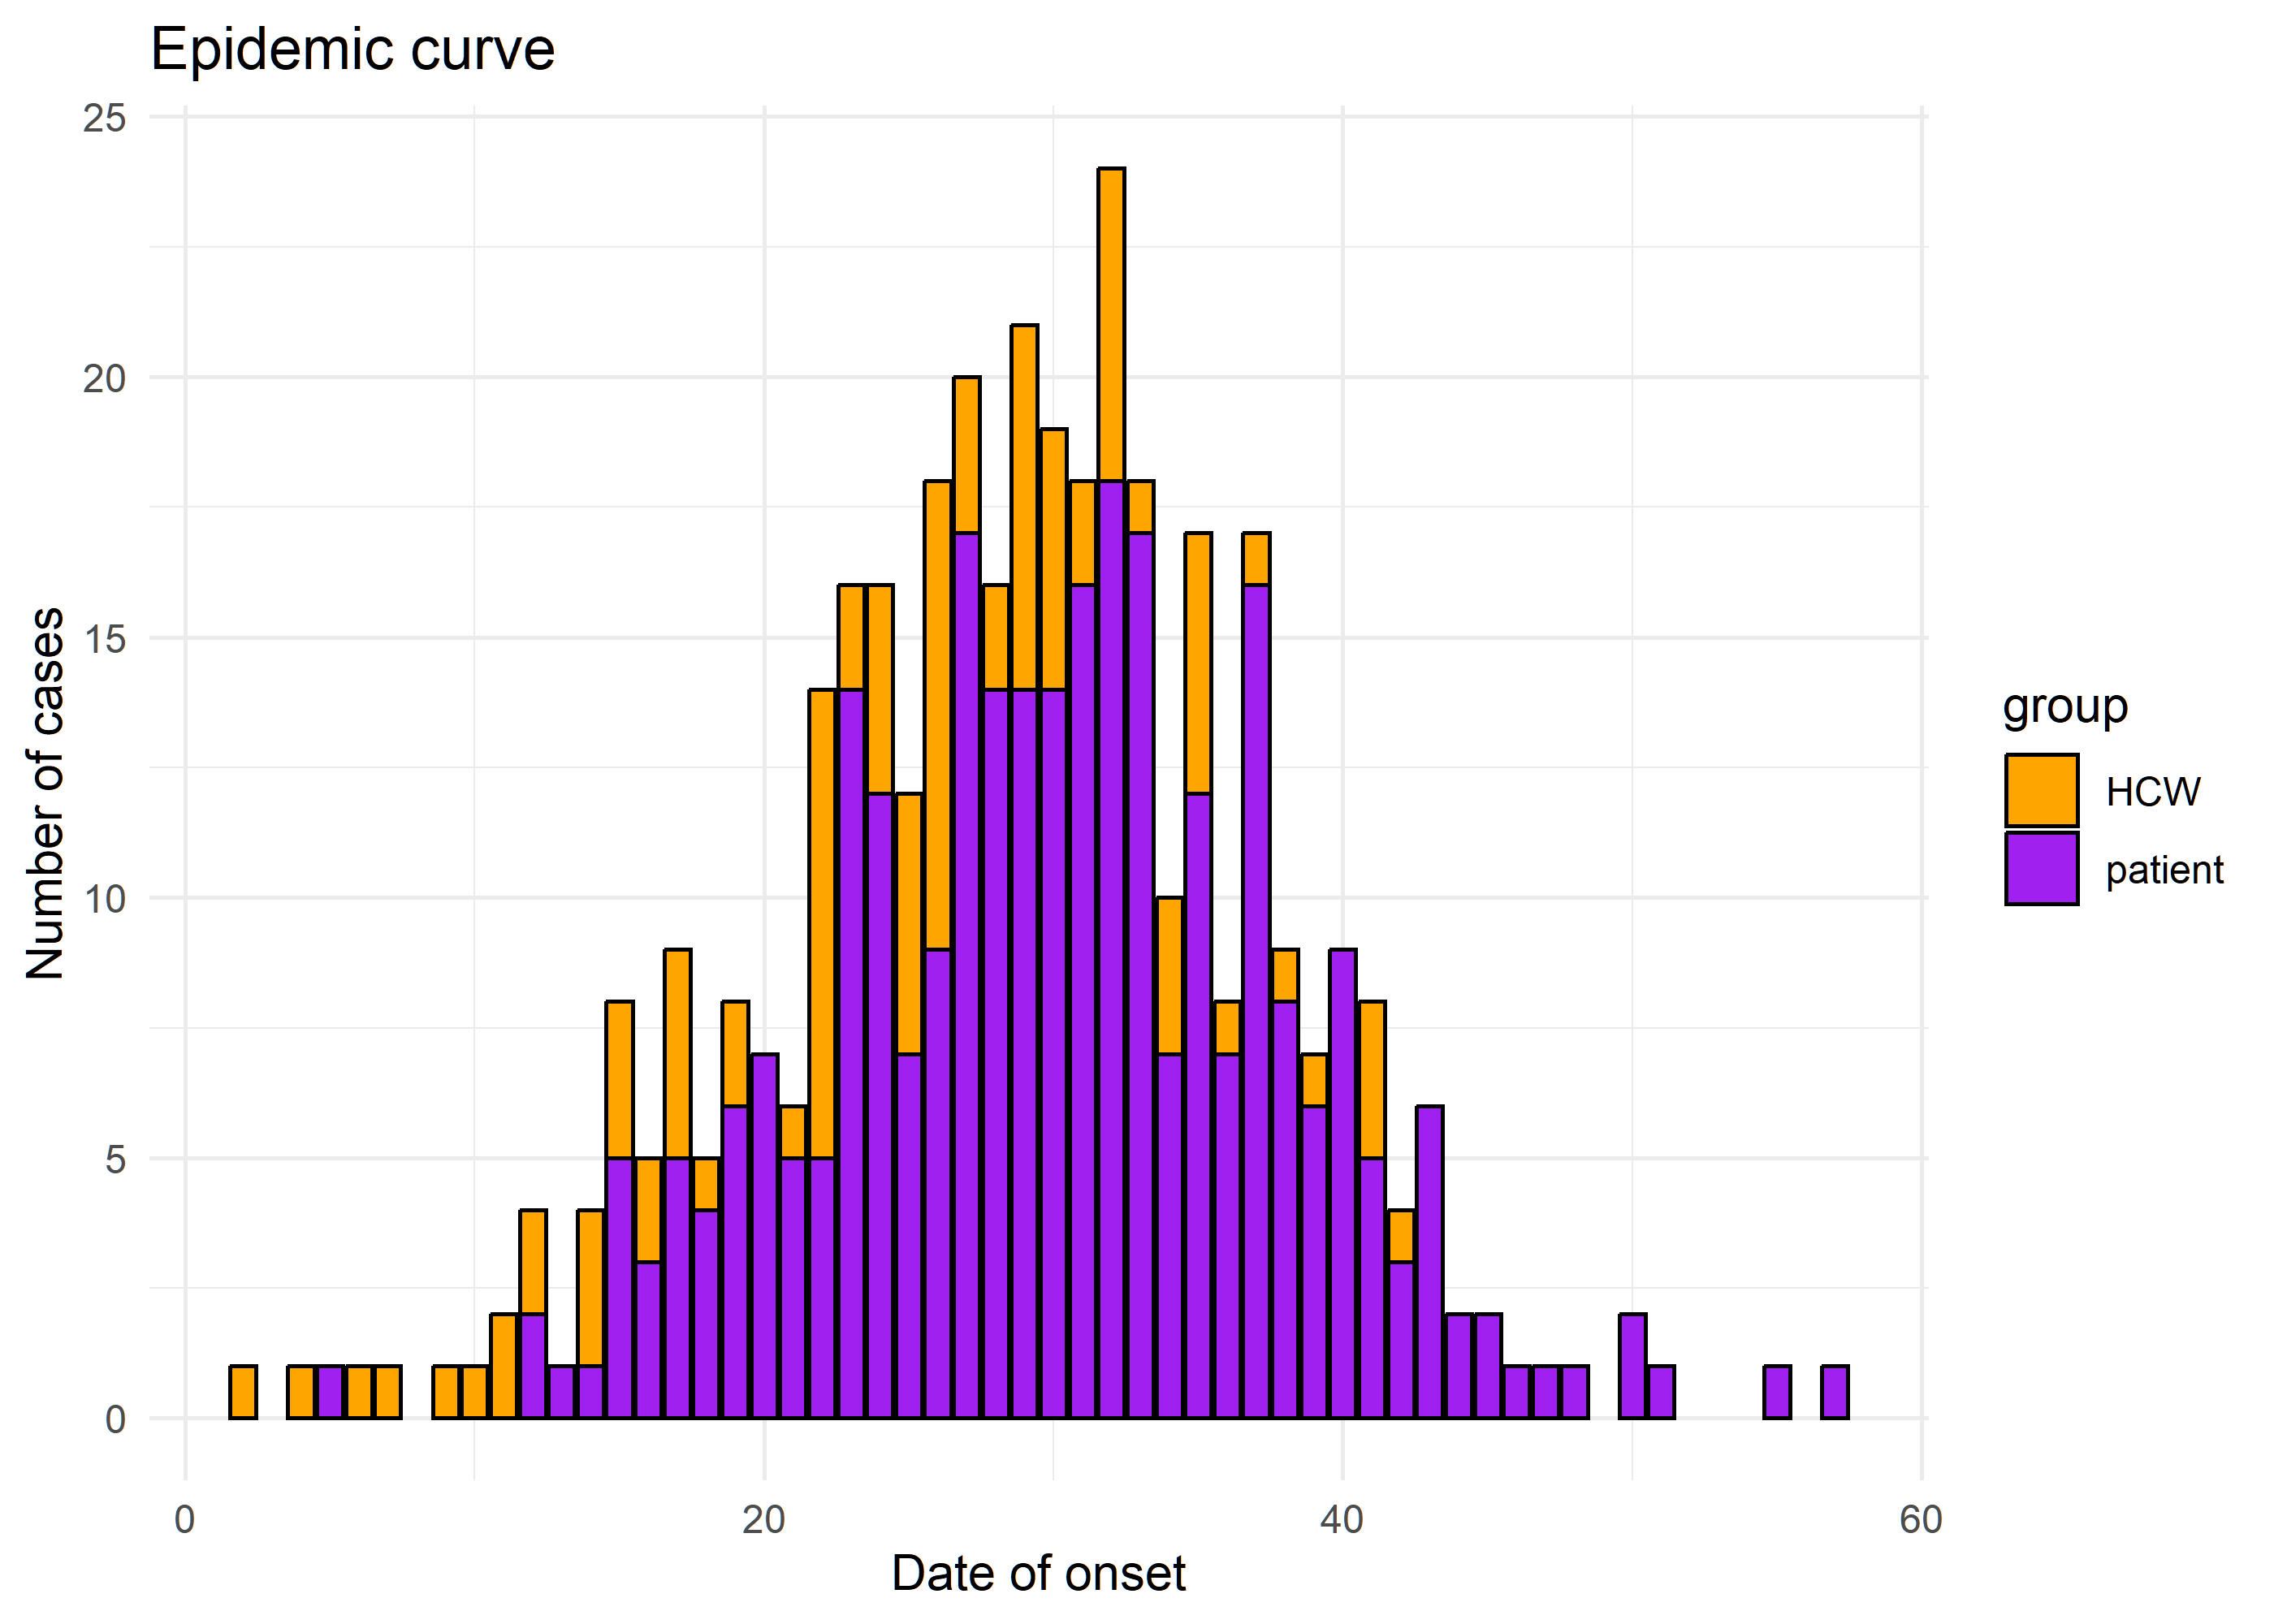 Epidemic curve
25
20
15
10
5
0
Number of cases
0 20 40 60
Date of onset
group
HCW
patient